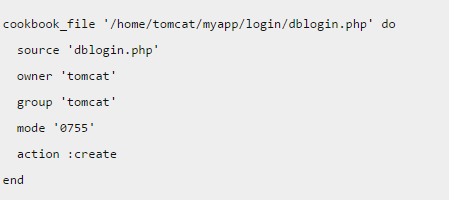 cookbook_file '/home/tomcat/myapp/login/dblogin.php' do
  source 'dblogin.php'
  owner 'tomcat'
  group 'tomcat'
  mode '0755'
  action :create
end